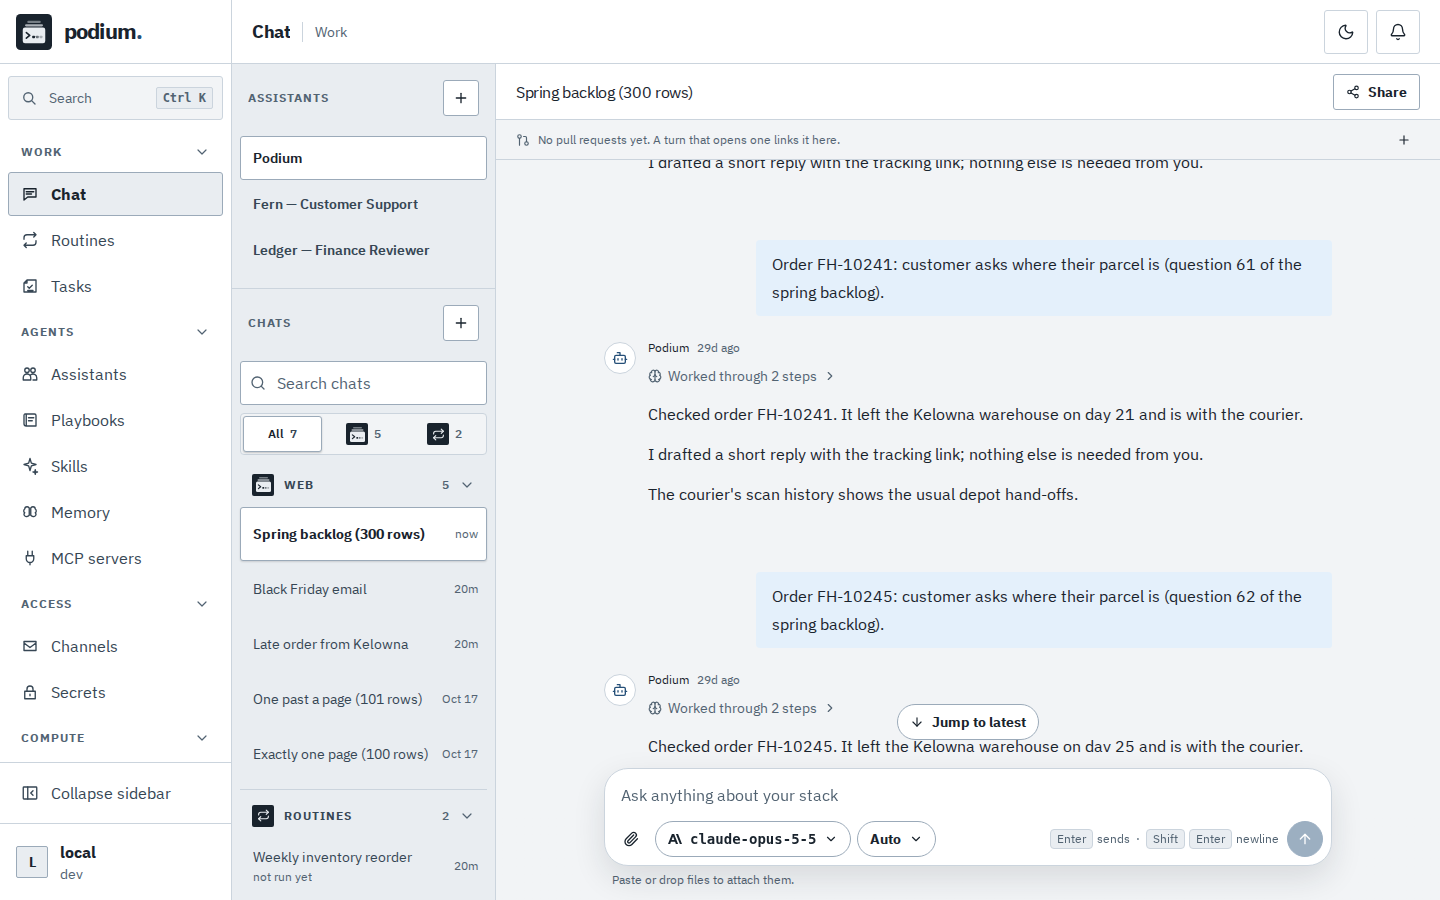 podium.
Chat
Work
Search
Ctrl K
WORK
Chat
Routines
Tasks
AGENTS
Assistants
Playbooks
Skills
Memory
MCP servers
ACCESS
Channels
Secrets
COMPUTE
Collapse sidebar
L
local
dev
ASSISTANTS
Podium
Fern — Customer Support
Ledger — Finance Reviewer
CHATS
Search chats
All 7
5
2
WEB 5
Spring backlog (300 rows) now
Black Friday email 20m
Late order from Kelowna 20m
One past a page (101 rows) Oct 17
Exactly one page (100 rows) Oct 17
ROUTINES 2
Weekly inventory reorder 20m
not run yet
Spring backlog (300 rows)
Share
No pull requests yet. A turn that opens one links it here.
I drafted a short reply with the tracking link; nothing else is needed from you.
Order FH-10241: customer asks where their parcel is (question 61 of the
spring backlog).
Podium 29d ago
Worked through 2 steps
Checked order FH-10241. It left the Kelowna warehouse on day 21 and is with the courier.
I drafted a short reply with the tracking link; nothing else is needed from you.
The courier's scan history shows the usual depot hand-offs.
Order FH-10245: customer asks where their parcel is (question 62 of the
spring backlog).
Podium 29d ago
Worked through 2 steps
Jump to latest
Checked order FH-10245. It left the Kelowna warehouse on day 25 and is with the courier.
Ask anything about your stack
claude-opus-5-5
Auto
Enter sends · Shift Enter newline
Paste or drop files to attach them.